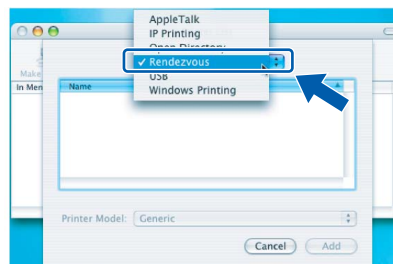 AppleTalk
IP Printing
Open Directory
Rendezvous
USB
Windows Printing
Make
In Men
Name
Printer Model: Generic
Cancel Add